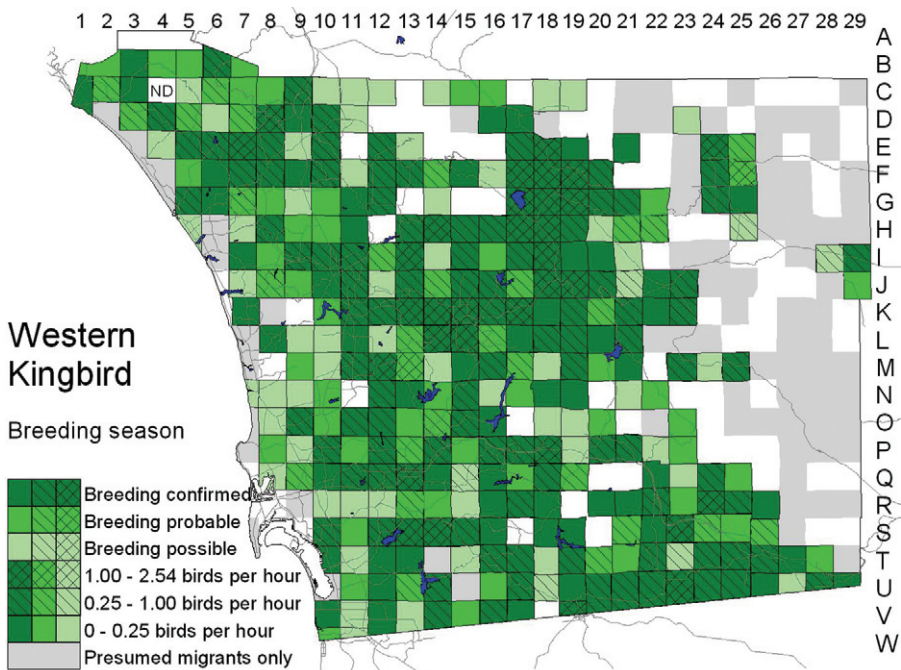 1 2 3 4 5 6 7 8 9 10 11 12 13 14 15 16 17 18 19 20 21 22 23 24 25 26 27 28 29
A
B
C
ND
D
E
F
G
H
I
J
K
L
M
N
O
P
Q
R
S
T
U
V
W
Western
Kingbird
Breeding season
Breeding confirmed
Breeding probable
Breeding possible
1.00 - 2.54 birds per hour
0.25 - 1.00 birds per hour
0 - 0.25 birds per hour
Presumed migrants only